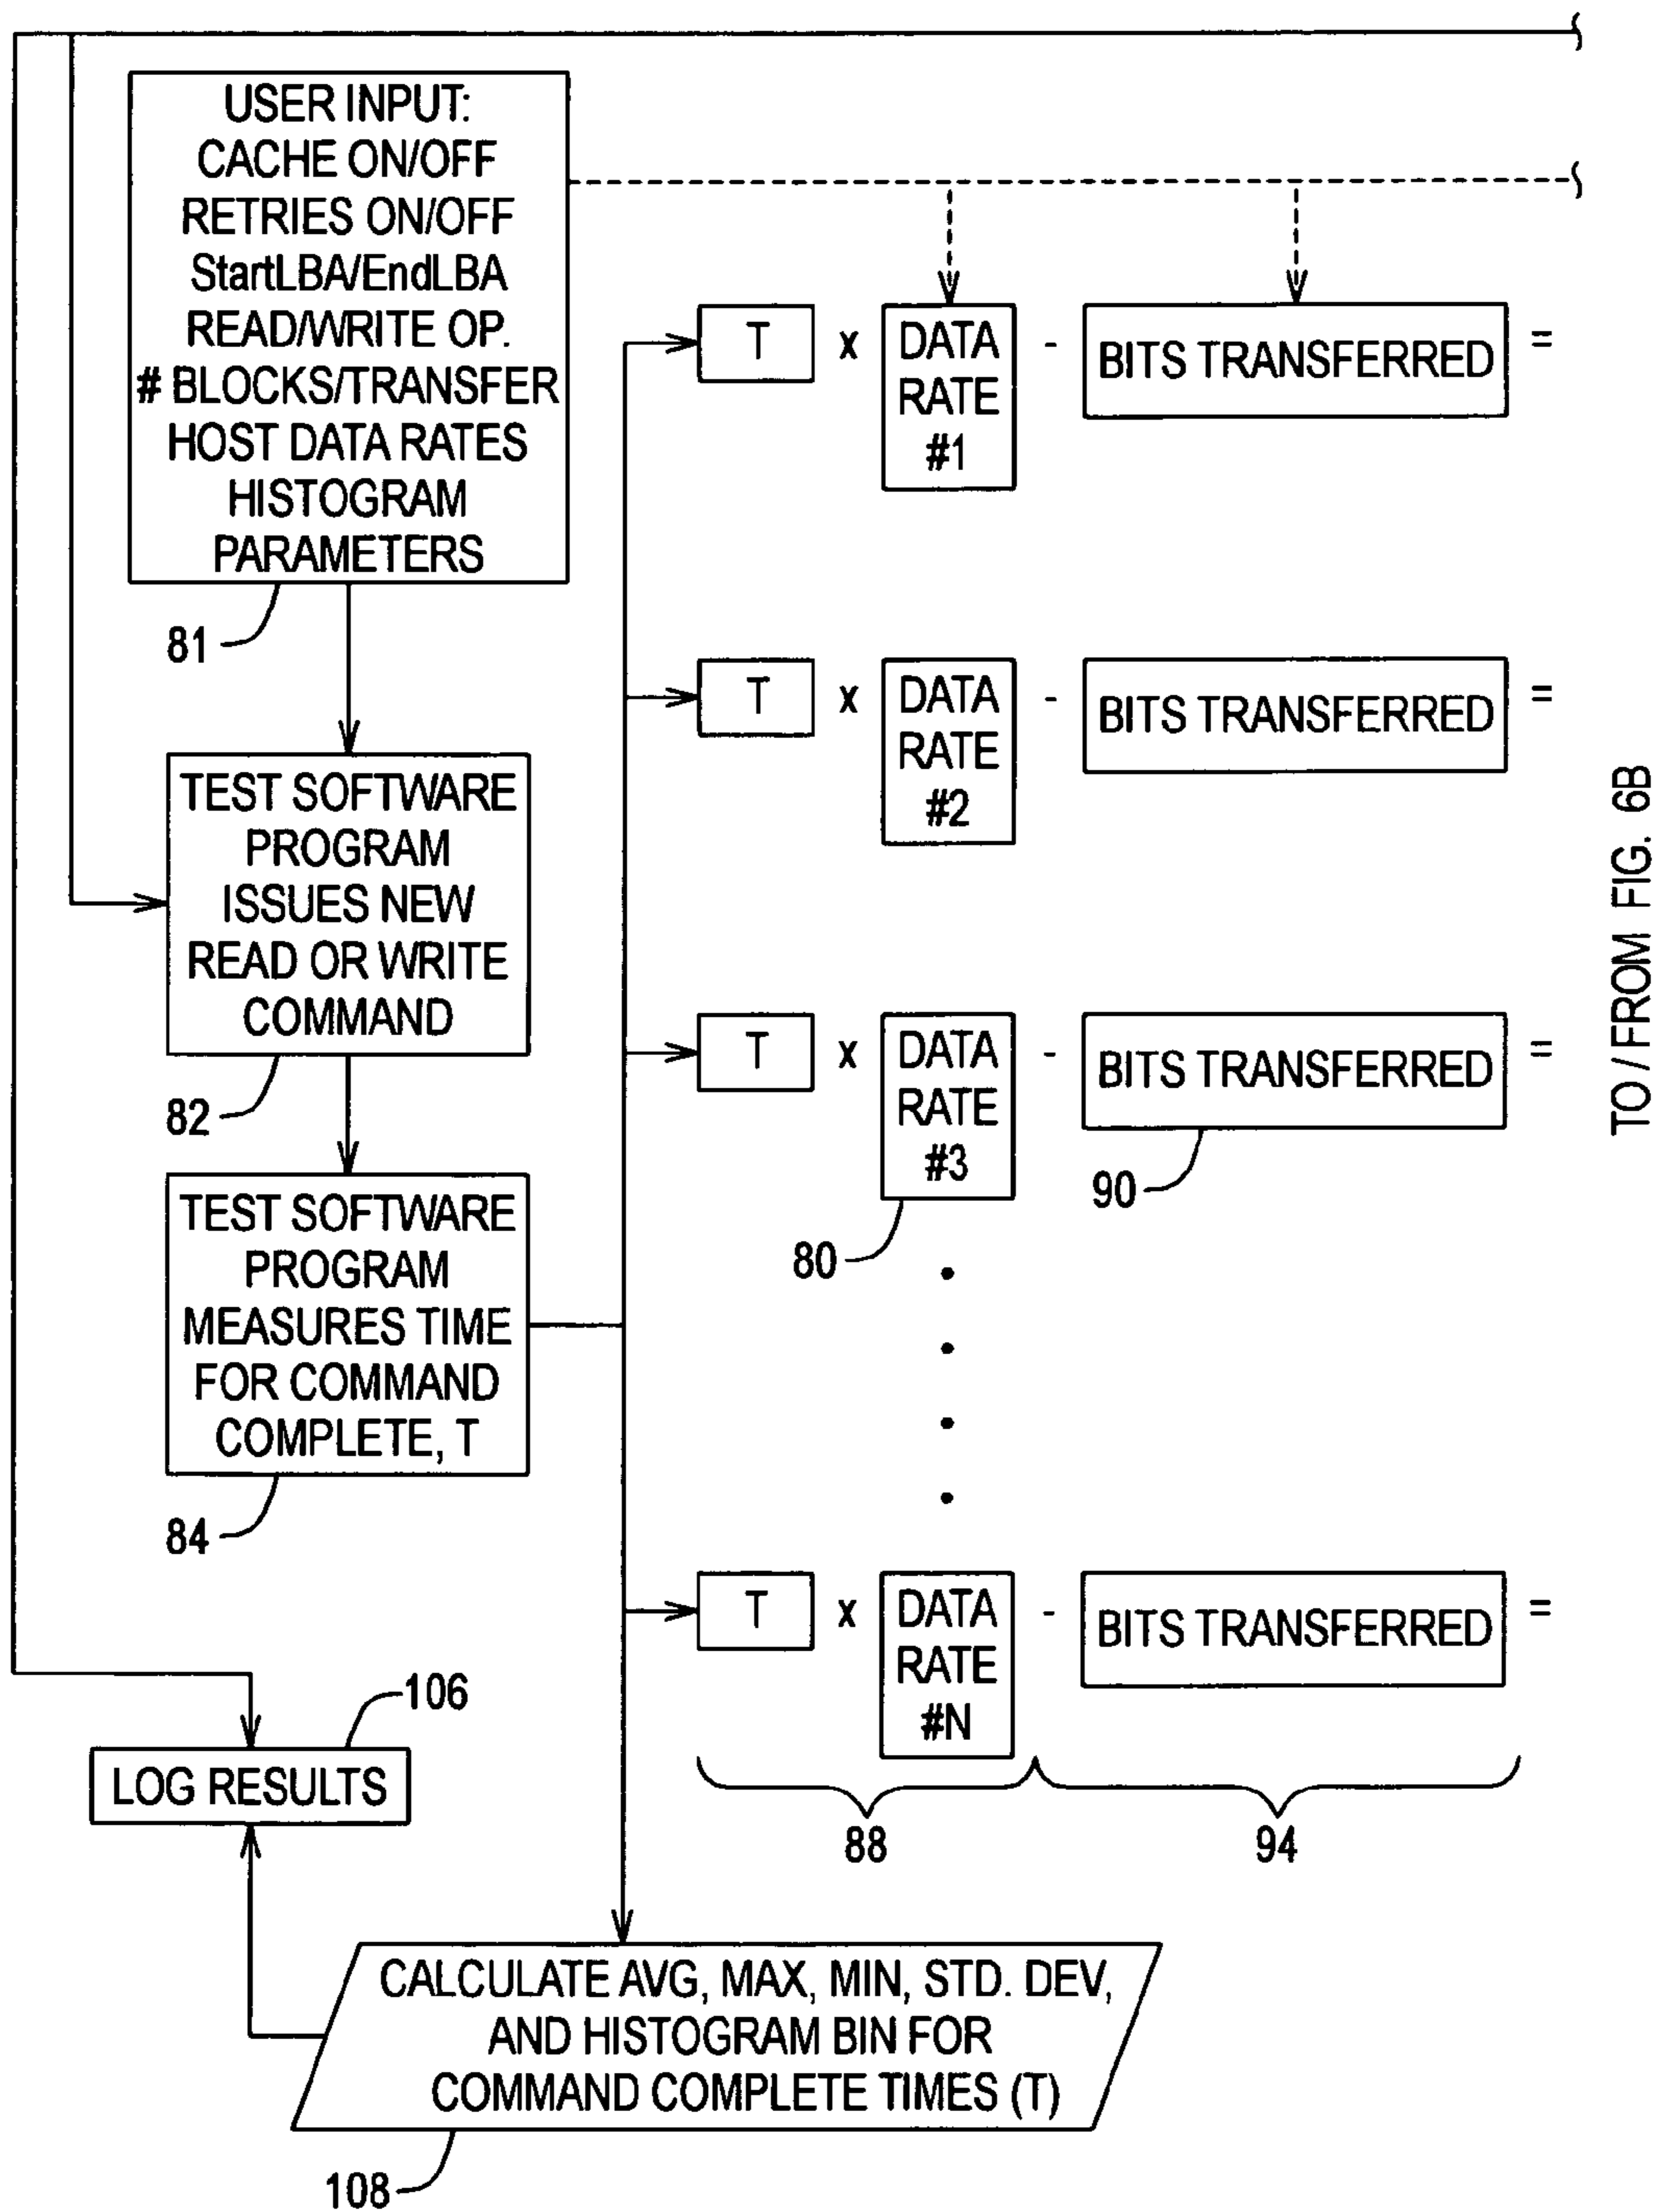 USER INPUT:
CACHE ON/OFF
RETRIES ON/OFF
StartLBA/EndLBA
READ/WRITE OP.
# BLOCKS/TRANSFER
HOST DATA RATES
HISTOGRAM
PARAMETERS
81
TEST SOFTWARE
PROGRAM
ISSUES NEW
READ OR WRITE
COMMAND
82
TEST SOFTWARE
PROGRAM
MEASURES TIME
FOR COMMAND
COMPLETE, T
84
T x DATA RATE #1 - BITS TRANSFERRED =
T x DATA RATE #2 - BITS TRANSFERRED =
T x DATA RATE #3 - BITS TRANSFERRED =
80
90
T x DATA RATE #N - BITS TRANSFERRED =
88
94
106
LOG RESULTS
CALCULATE AVG, MAX, MIN, STD. DEV,
AND HISTOGRAM BIN FOR
COMMAND COMPLETE TIMES (T)
108
TO / FROM FIG. 6B